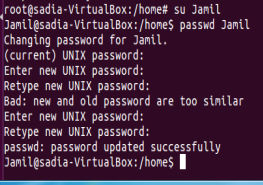 root@sadia-VirtualBox:/home# su Jamil
Jamil@sadia-VirtualBox:/home$ passwd Jamil
Changing password for Jamil.
(current) UNIX password:
Enter new UNIX password:
Retype new UNIX password:
Bad: new and old password are too similar
Enter new UNIX password:
Retype new UNIX password:
passwd: password updated successfully
Jamil@sadia-VirtualBox:/home$